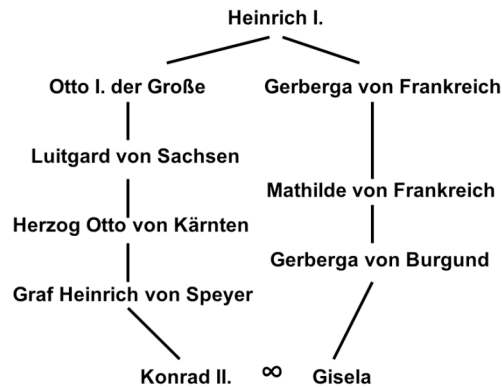 Heinrich I.
Otto I. der Große
Gerberga von Frankreich
Luitgard von Sachsen
Mathilde von Frankreich
Herzog Otto von Kärnten
Gerberga von Burgund
Graf Heinrich von Speyer
Konrad II. ∞ Gisela